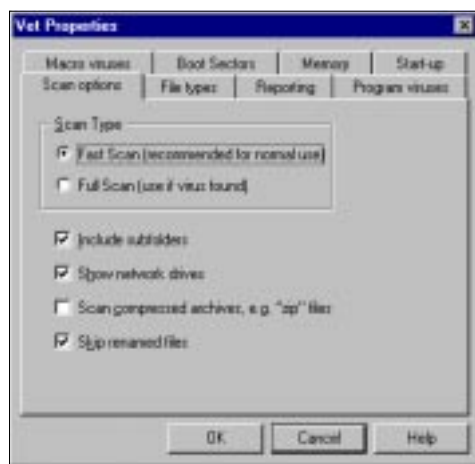 Vet Properties
Macro viruses Boot Sectors Memory Start-up
Scan options File types Reporting Program viruses
Scan Type
Fast Scan (recommended for normal use)
Full Scan (use if virus found)
Include subfolders
Show network drives
Scan compressed archives, e.g. "zip" files
Skip renamed files
OK Cancel Help